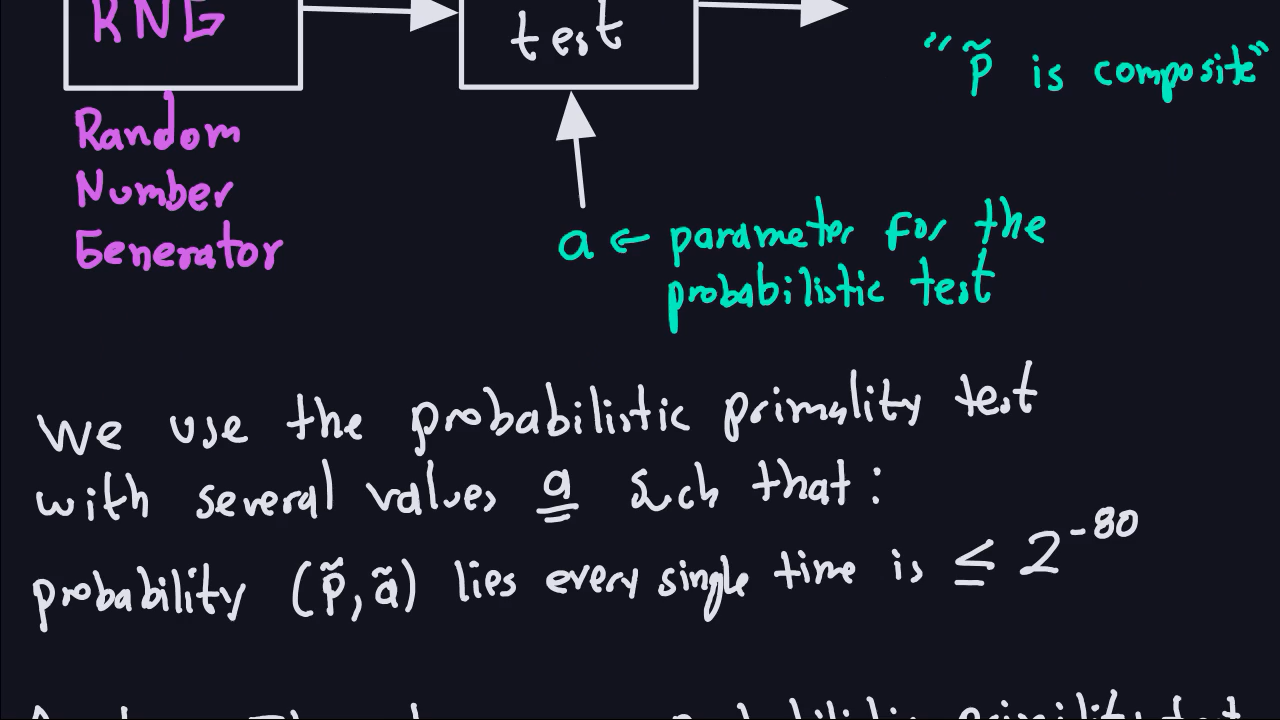 RNG
test
"p̃ is composite"
Random
Number
Generator
a ← parameter for the
probabilistic test
We use the probabilistic primality test
with several values a such that:
probability (p̃, ã) lies every single time is ≤ 2^-80